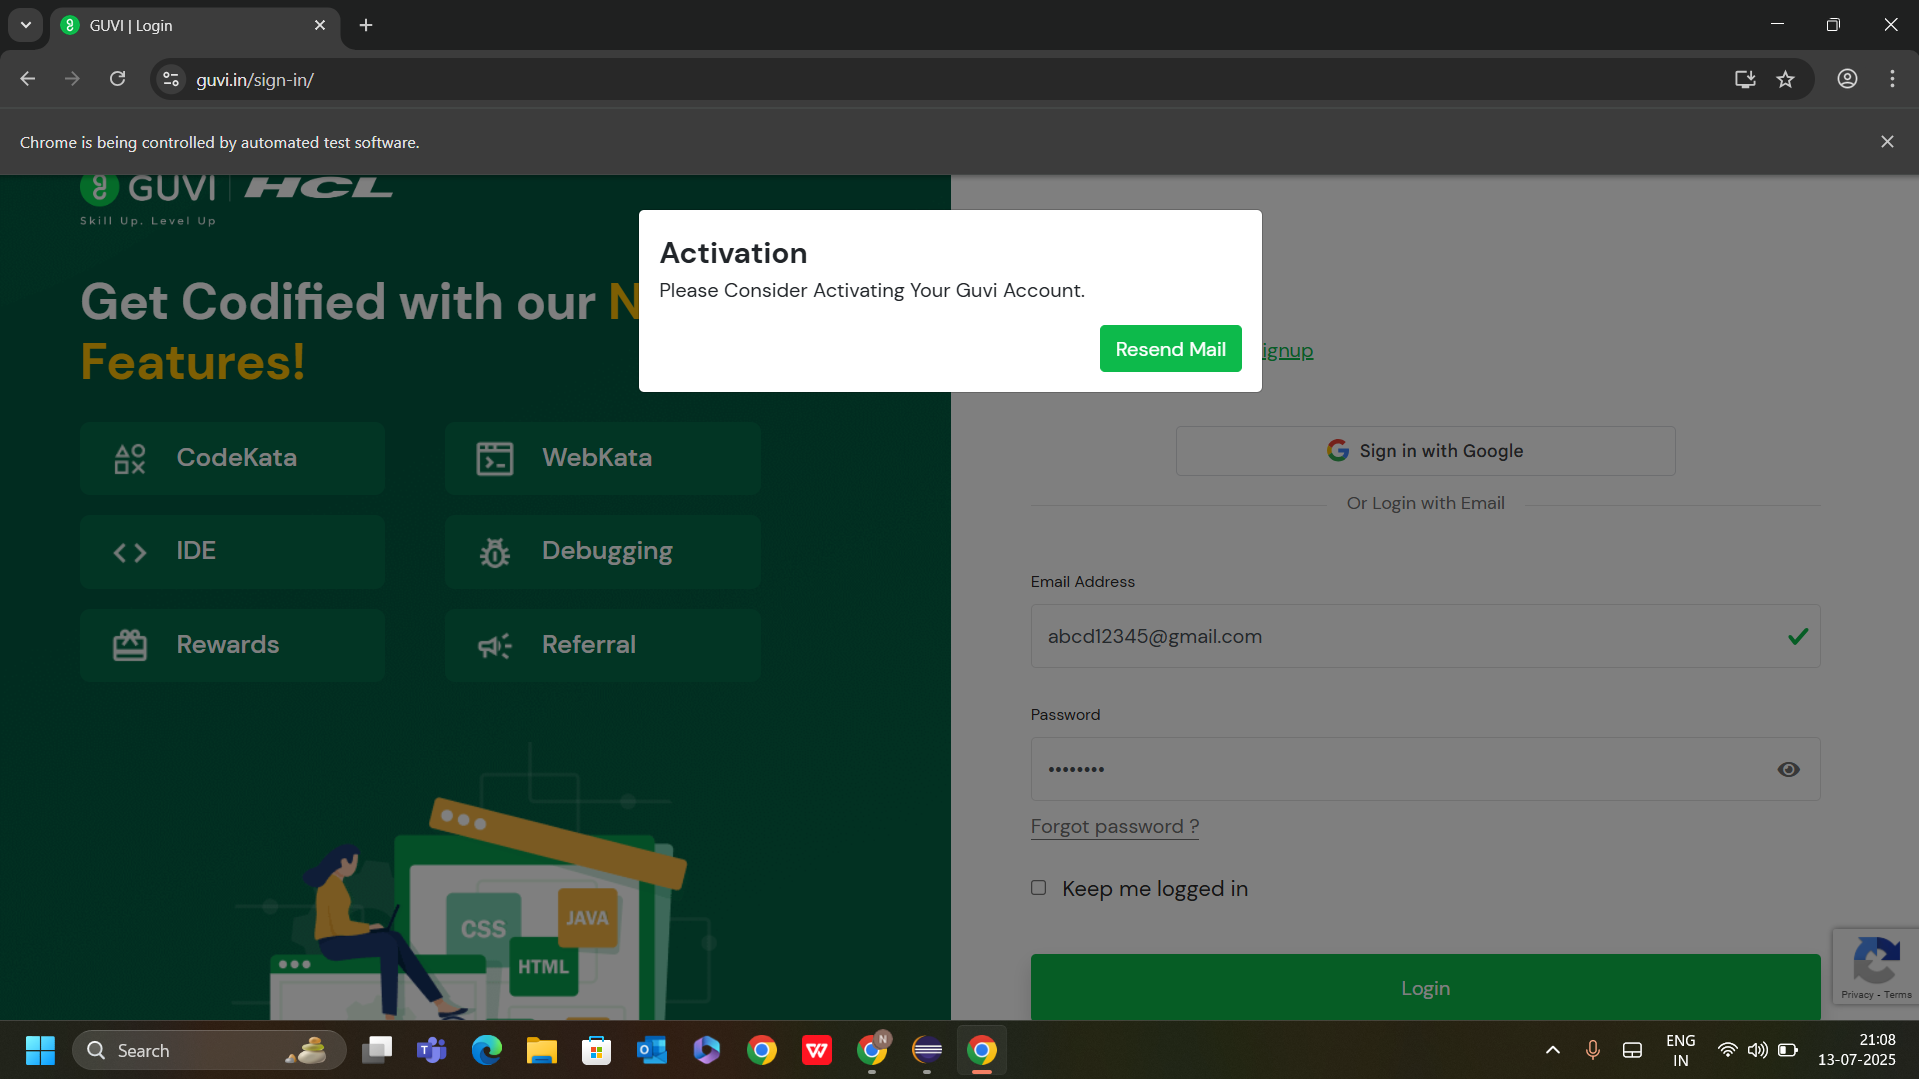 GUVI | Login
guvi.in/sign-in/
Chrome is being controlled by automated test software.
GUVI | HCL
Skill Up. Level Up
Activation
Please Consider Activating Your Guvi Account.
Resend Mail
Get Codified with our N
Features!
ignup
CodeKata
WebKata
IDE
Debugging
Rewards
Referral
Sign in with Google
Or Login with Email
Email Address
abcd12345@gmail.com
Password
••••••••
Forgot password ?
Keep me logged in
Login
CSS
JAVA
HTML
Privacy - Terms
Search
N
ENG
IN
21:08
13-07-2025